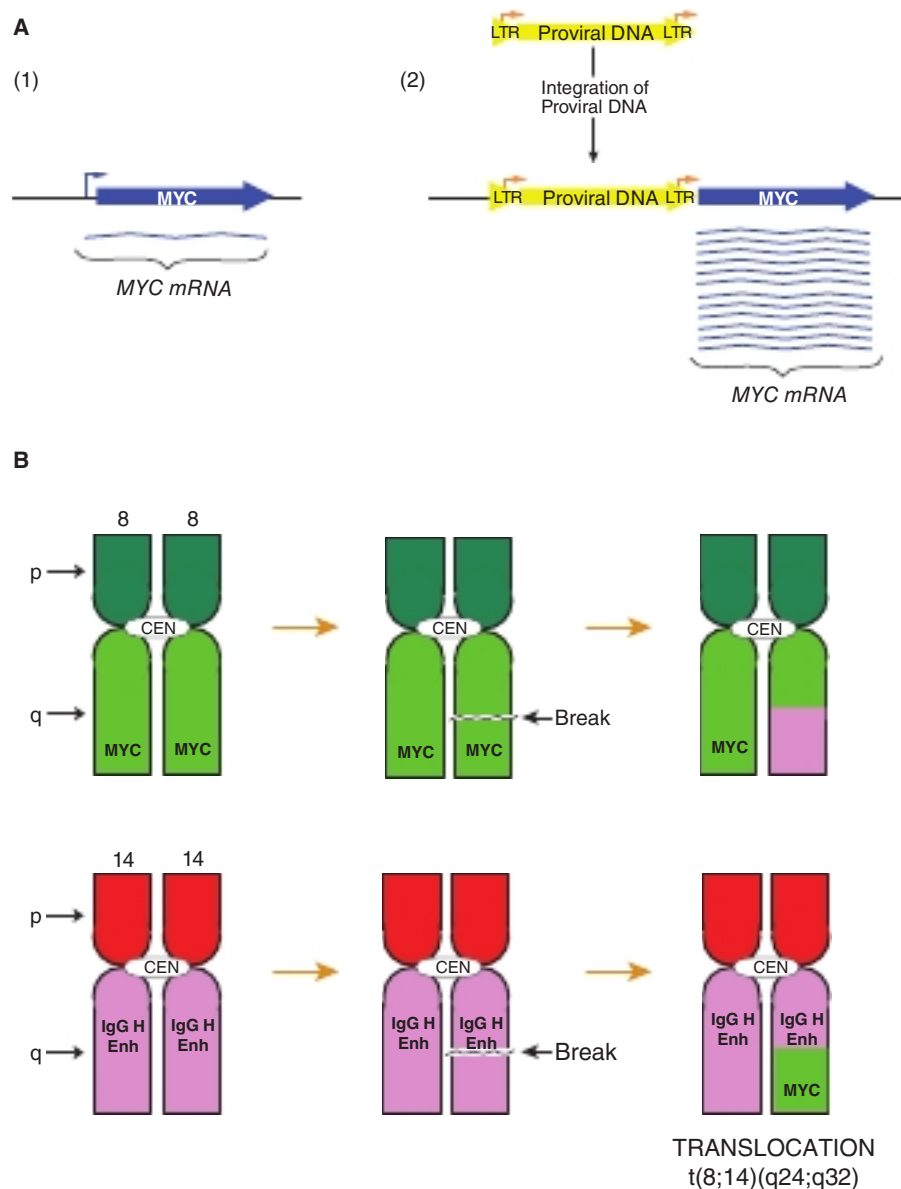 A
(1)
MYC
MYC mRNA
(2)
LTR Proviral DNA LTR
Integration of
Proviral DNA
LTR Proviral DNA LTR MYC
MYC mRNA
B
8 8
p
CEN
q
MYC MYC
CEN
Break
MYC MYC
CEN
MYC
14 14
p
CEN
q
IgG H IgG H
Enh Enh
CEN
IgG H IgG H
Enh Enh
Break
CEN
IgG H IgG H
Enh Enh
MYC
TRANSLOCATION
t(8;14)(q24;q32)